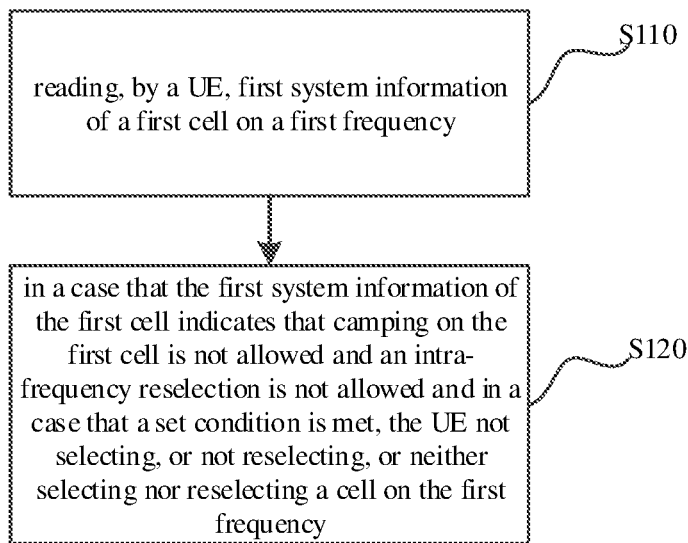 S110
reading, by a UE, first system information
of a first cell on a first frequency
in a case that the first system information of
the first cell indicates that camping on the
first cell is not allowed and an intra-
frequency reselection is not allowed and in a
case that a set condition is met, the UE not
selecting, or not reselecting, or neither
selecting nor reselecting a cell on the first
frequency
S120